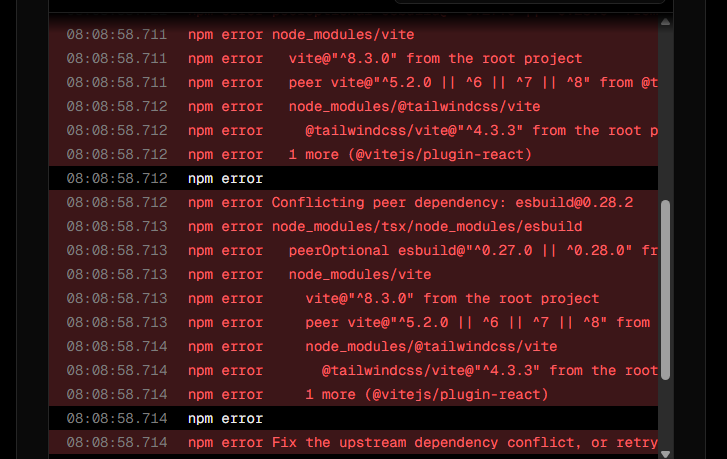 08:08:58.711 npm error node_modules/vite
08:08:58.711 npm error   vite@"^8.3.0" from the root project
08:08:58.711 npm error   peer vite@"^5.2.0 || ^6 || ^7 || ^8" from @t
08:08:58.712 npm error   node_modules/@tailwindcss/vite
08:08:58.712 npm error     @tailwindcss/vite@"^4.3.3" from the root p
08:08:58.712 npm error   1 more (@vitejs/plugin-react)
08:08:58.712 npm error
08:08:58.712 npm error Conflicting peer dependency: esbuild@0.28.2
08:08:58.713 npm error node_modules/tsx/node_modules/esbuild
08:08:58.713 npm error   peerOptional esbuild@"^0.27.0 || ^0.28.0" fr
08:08:58.713 npm error   node_modules/vite
08:08:58.713 npm error     vite@"^8.3.0" from the root project
08:08:58.713 npm error     peer vite@"^5.2.0 || ^6 || ^7 || ^8" from
08:08:58.714 npm error     node_modules/@tailwindcss/vite
08:08:58.714 npm error       @tailwindcss/vite@"^4.3.3" from the root
08:08:58.714 npm error     1 more (@vitejs/plugin-react)
08:08:58.714 npm error
08:08:58.714 npm error Fix the upstream dependency conflict, or retry